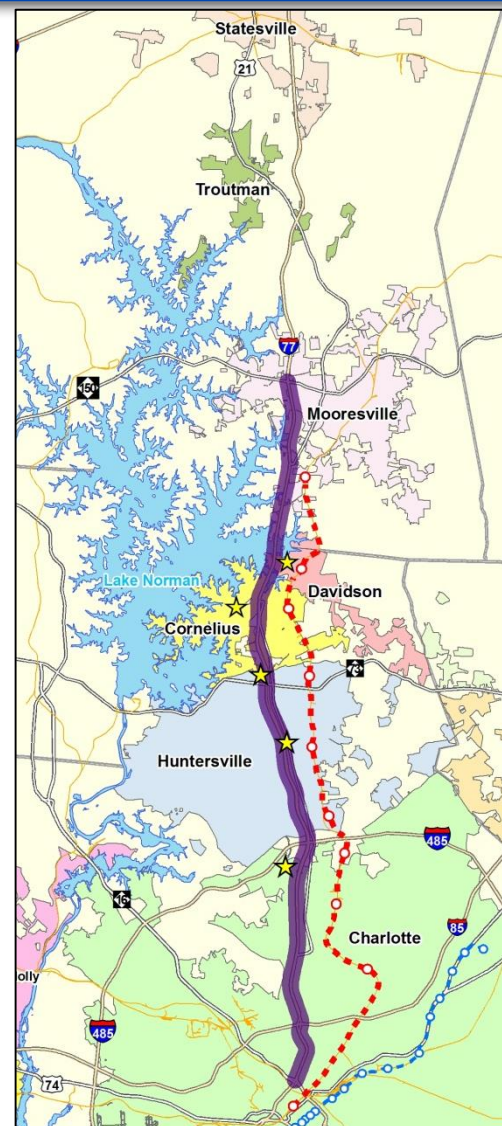 Statesville
21
Troutman
77
150
Mooresville
Lake Norman
Davidson
Cornelius
73
Huntersville
485
16
85
Charlotte
olly
485
74